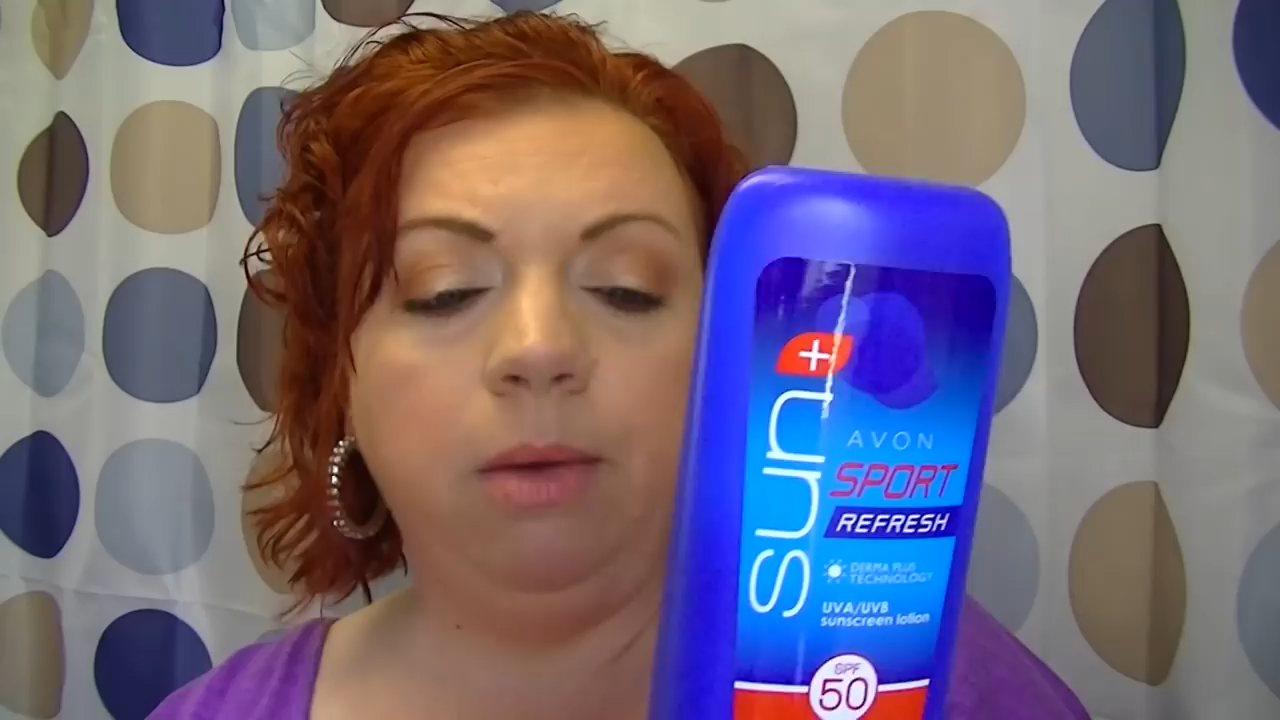 sun+
AVON
SPORT
REFRESH
DERMA PLUS
TECHNOLOGY
UVA/UVB
sunscreen lotion
SPF
50